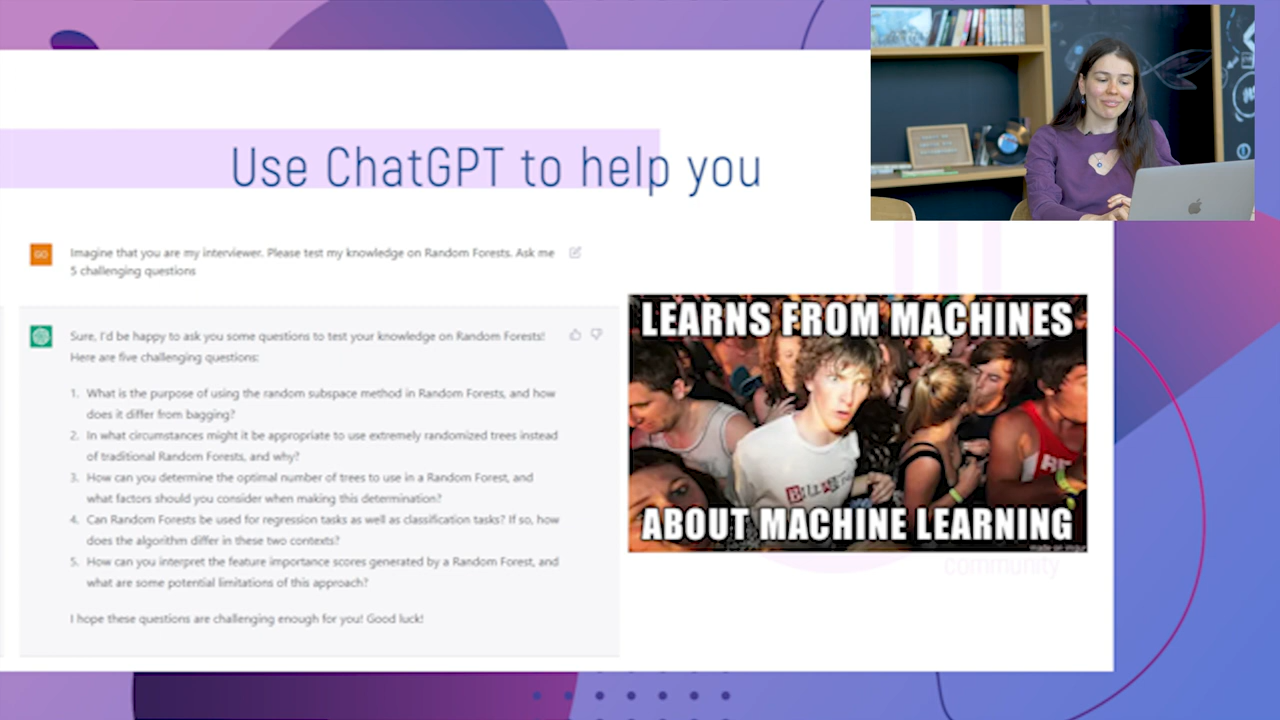 Use ChatGPT to help you
GO
Imagine that you are my interviewer. Please test my knowledge on Random Forests. Ask me
5 challenging questions
Sure, I'd be happy to ask you some questions to test your knowledge on Random Forests!
Here are five challenging questions:
1. What is the purpose of using the random subspace method in Random Forests, and how
does it differ from bagging?
2. In what circumstances might it be appropriate to use extremely randomized trees instead
of traditional Random Forests, and why?
3. How can you determine the optimal number of trees to use in a Random Forest, and
what factors should you consider when making this determination?
4. Can Random Forests be used for regression tasks as well as classification tasks? If so, how
does the algorithm differ in these two contexts?
5. How can you interpret the feature importance scores generated by a Random Forest, and
what are some potential limitations of this approach?
I hope these questions are challenging enough for you! Good luck!
LEARNS FROM MACHINES
ABOUT MACHINE LEARNING
made on imgur
community